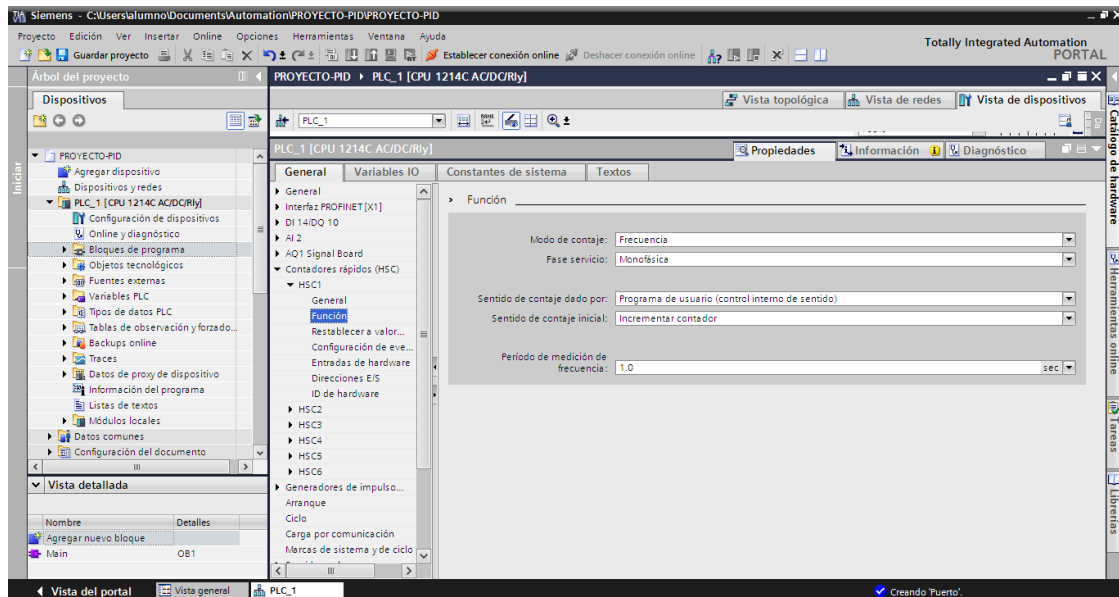 Siemens - C:\Users\alumno\Documents\Automation\PROYECTO-PID\PROYECTO-PID
Proyecto Edición Ver Insertar Online Opciones Herramientas Ventana Ayuda
Guardar proyecto Establecer conexión online Deshacer conexión online
Totally Integrated Automation
PORTAL
Árbol del proyecto
PROYECTO-PID PLC_1 [CPU 1214C AC/DC/Rly]
Dispositivos
Vista topológica Vista de redes Vista de dispositivos
PLC_1
PLC_1 [CPU 1214C AC/DC/Rly]
Propiedades Información Diagnóstico
General Variables IO Constantes de sistema Textos
Iniciar
PROYECTO-PID
Agregar dispositivo
Dispositivos y redes
PLC_1 [CPU 1214C AC/DC/Rly]
Configuración de dispositivos
Online y diagnóstico
Bloques de programa
Objetos tecnológicos
Fuentes externas
Variables PLC
Tipos de datos PLC
Tablas de observación y forzado...
Backups online
Traces
Datos de proxy de dispositivo
Información del programa
Listas de textos
Módulos locales
Datos comunes
Configuración del documento
Vista detallada
Nombre Detalles
Agregar nuevo bloque
Main OB1
General
Interfaz PROFINET [X1]
DI 14/DQ 10
AI 2
AQ1 Signal Board
Contadores rápidos (HSC)
HSC1
General
Función
Restablecer a valor...
Configuración de eve...
Entradas de hardware
Direcciones E/S
ID de hardware
HSC2
HSC3
HSC4
HSC5
HSC6
Generadores de impulso...
Arranque
Ciclo
Carga por comunicación
Marcas de sistema y de ciclo
Función
Modo de contaje: Frecuencia
Fase servicio: Monofásica
Sentido de contaje dado por: Programa de usuario (control interno de sentido)
Sentido de contaje inicial: Incrementar contador
Período de medición de
frecuencia: 1.0 sec
Catálogo de hardware
Herramientas online
Tareas
Librerías
Vista del portal Vista general PLC_1
Creando 'Puerto'.